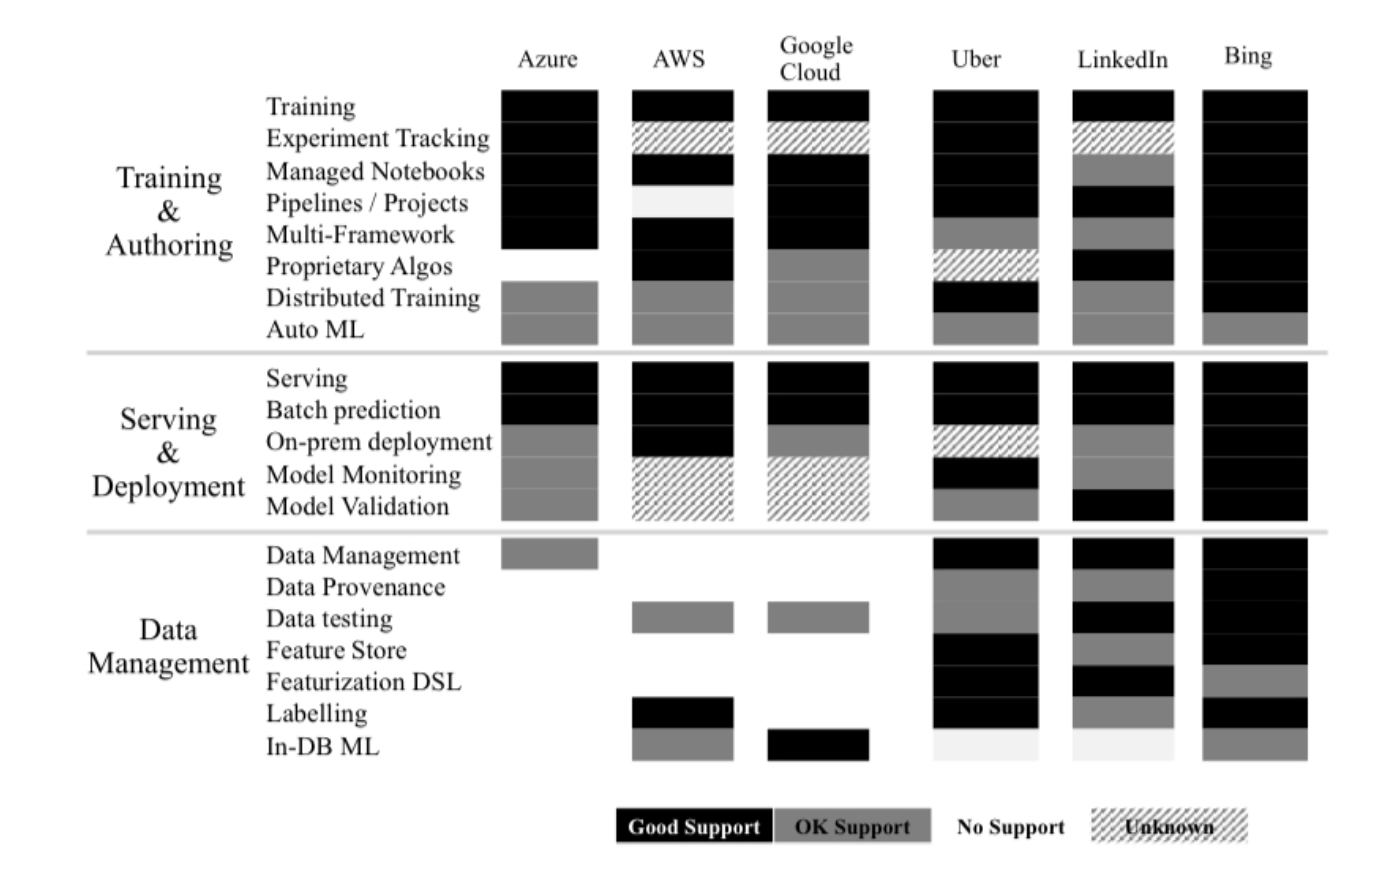 Azure
AWS
Google
Cloud
Uber
LinkedIn
Bing
Training
&
Authoring
Training
Experiment Tracking
Managed Notebooks
Pipelines / Projects
Multi-Framework
Proprietary Algos
Distributed Training
Auto ML
Serving
&
Deployment
Serving
Batch prediction
On-prem deployment
Model Monitoring
Model Validation
Data
Management
Data Management
Data Provenance
Data testing
Feature Store
Featurization DSL
Labelling
In-DB ML
Good Support
OK Support
No Support
Unknown